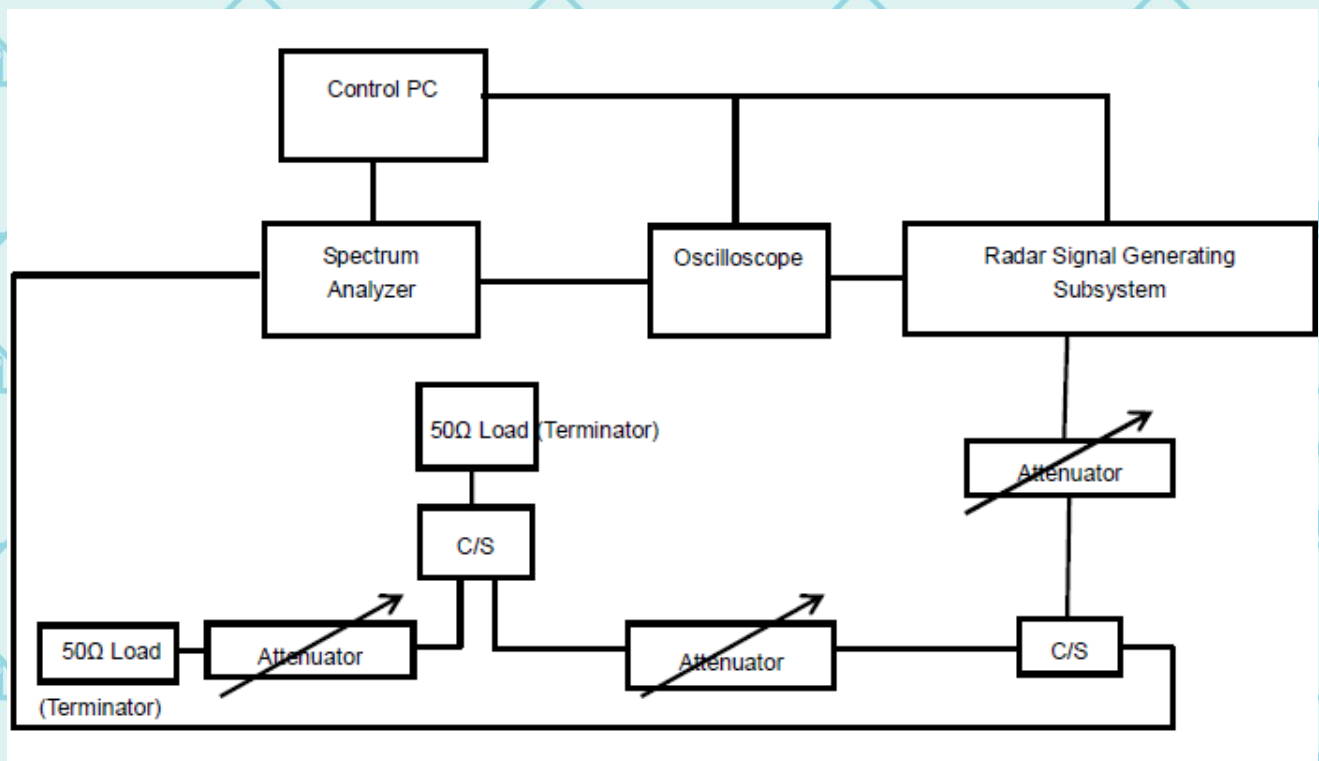 Control PC
Spectrum
Analyzer
Oscilloscope
Radar Signal Generating
Subsystem
50Ω Load (Terminator)
Attenuator
C/S
50Ω Load
(Terminator)
Attenuator
Attenuator
C/S